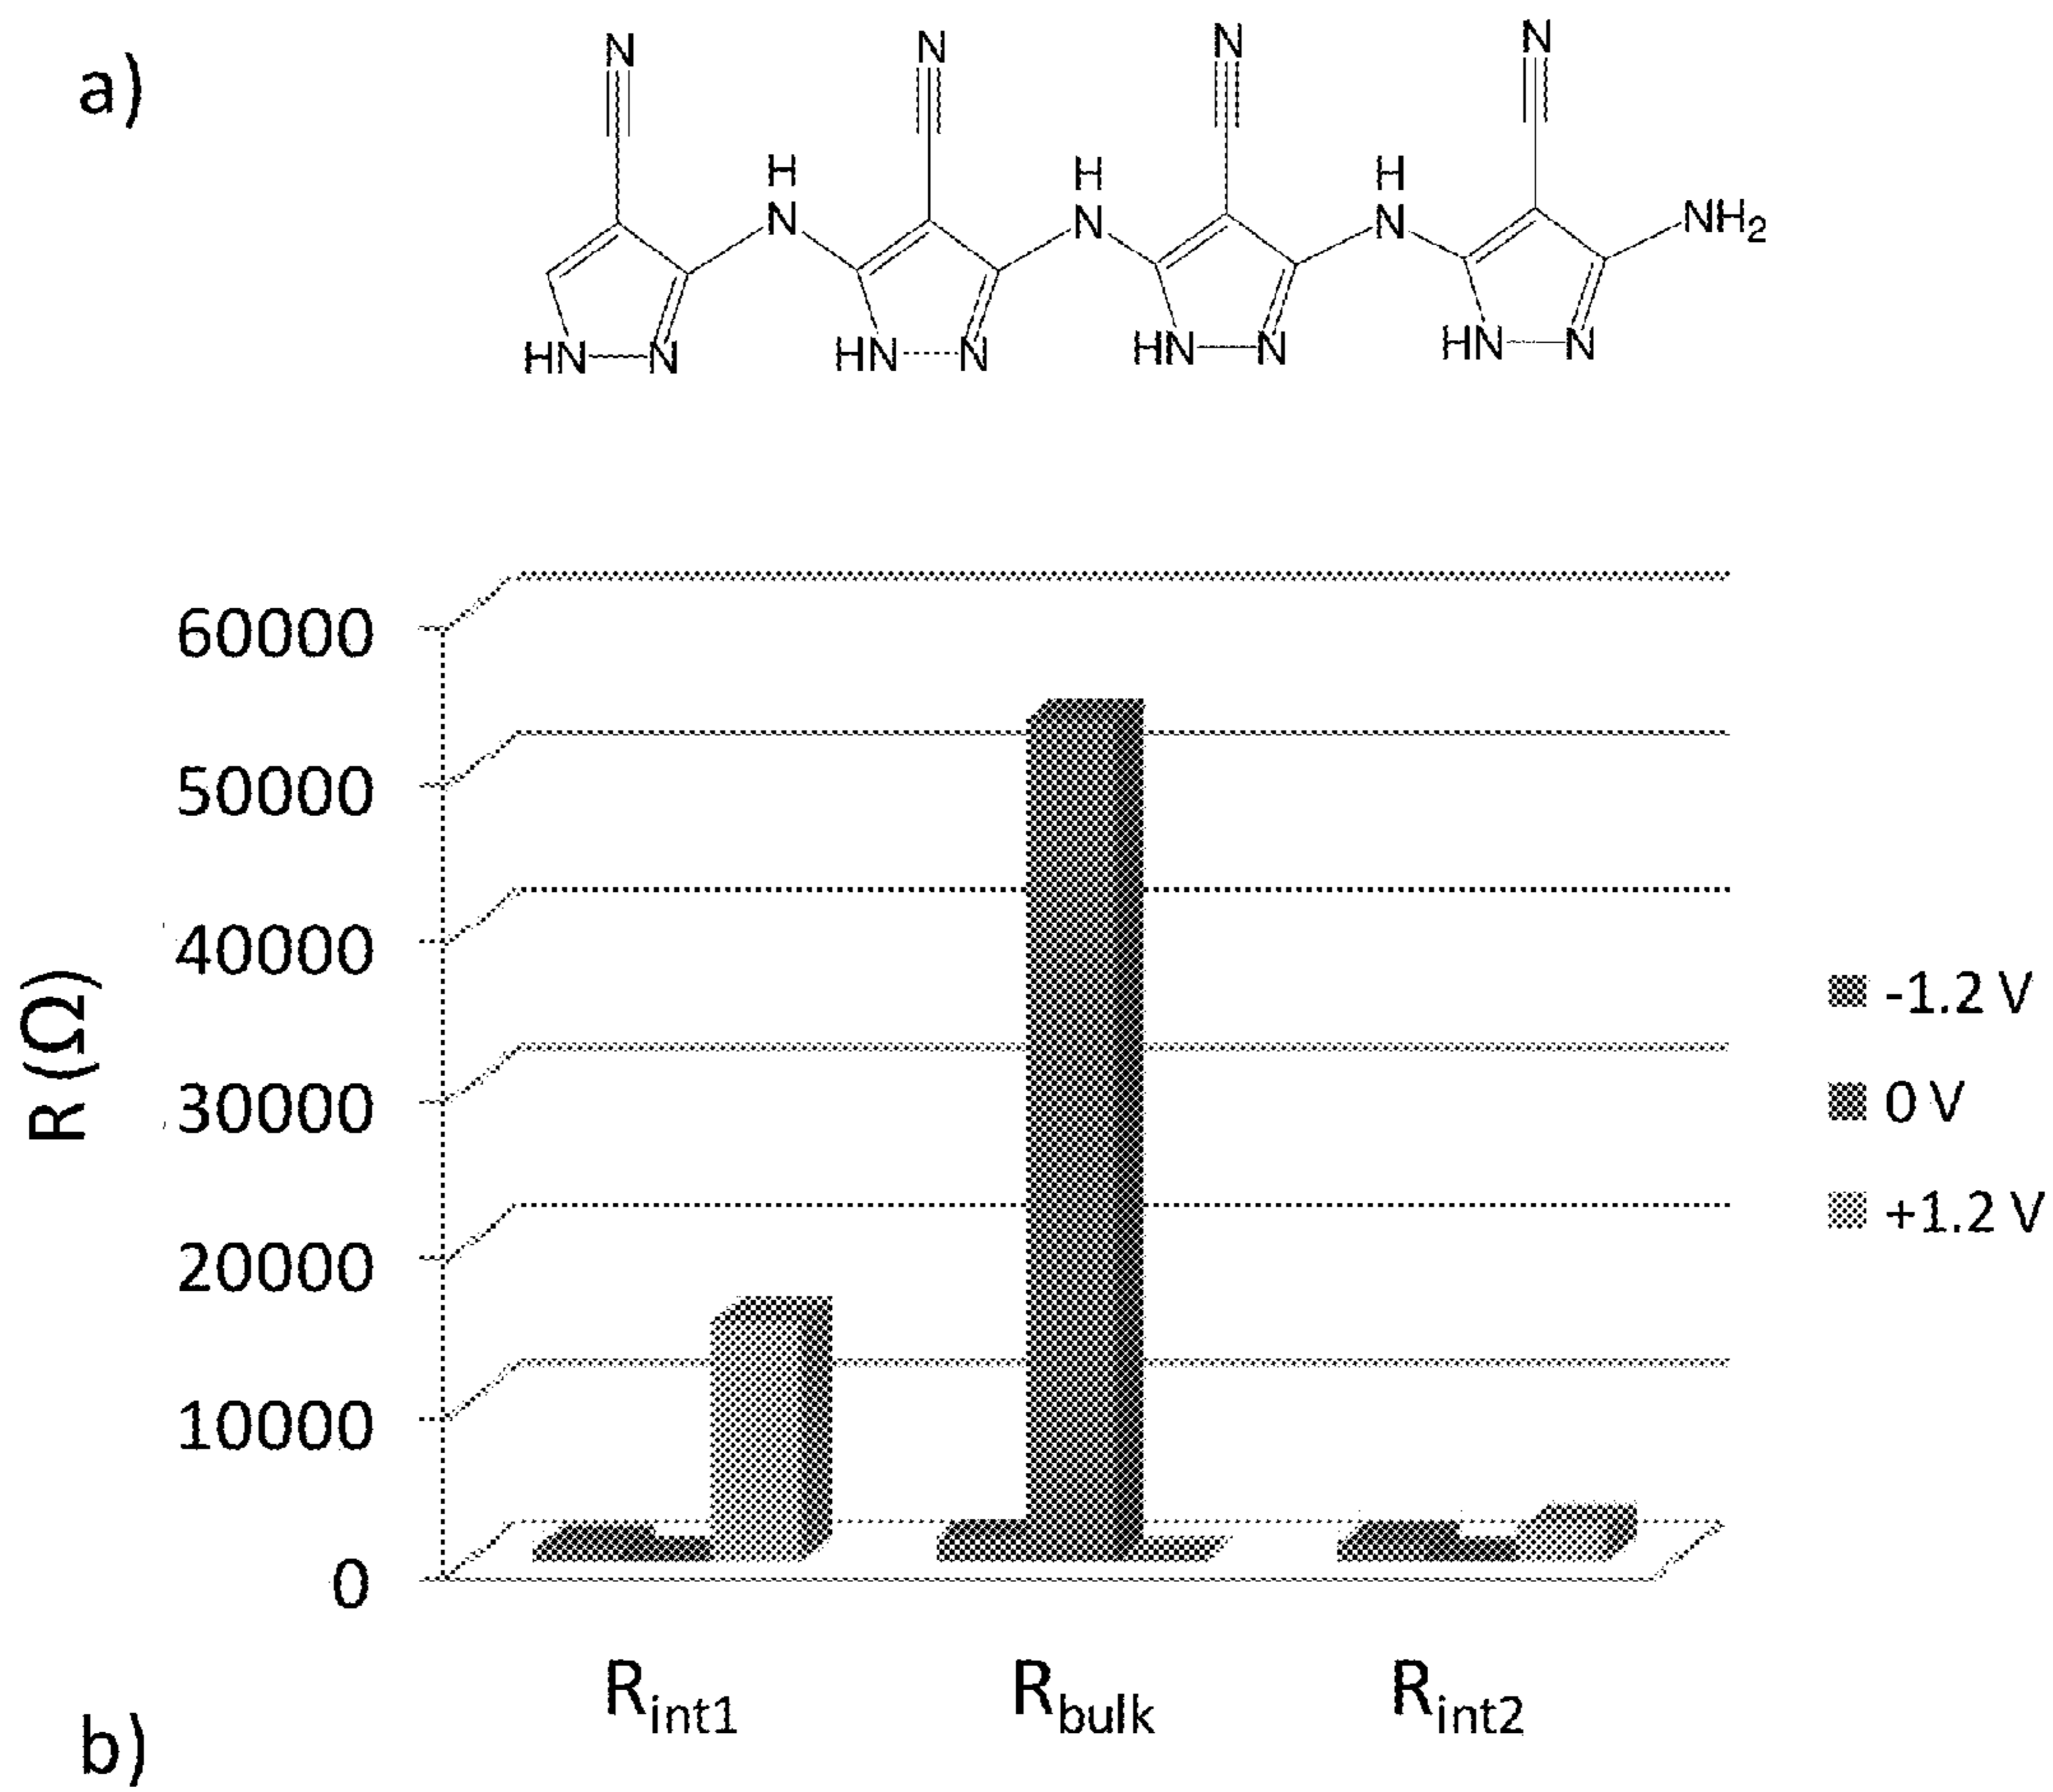 a)
N N N N
H H H
N N N NH₂
HN N HN N HN N HN N
60000
50000
40000
30000
20000
10000
0
R (Ω)
-1.2 V
0 V
+1.2 V
Rint1 Rbulk Rint2
b)